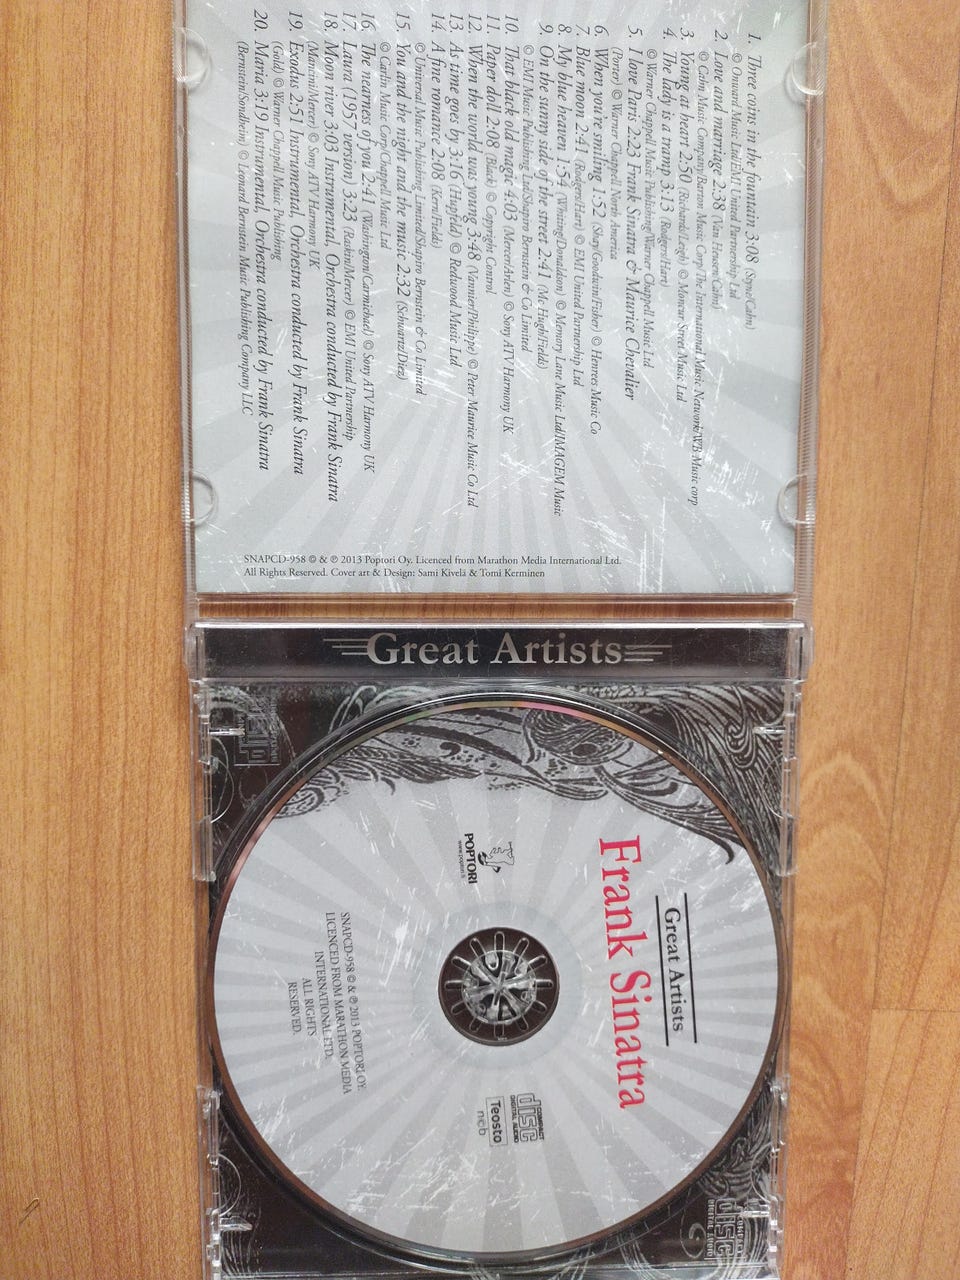 1. Three coins in the fountain 3:08 (Syne/Cahn)
© Onward Music Ltd/EMI United Partnership Ltd
2. Love and marriage 2:38 (Van Heusen/Cahn)
© Cahn Music Company/Barton Music Corp/The International Music Network/WB Music corp
3. Young at heart 2:50 (Richards/Leigh) © Morour Street Music Ltd
4. The lady is a tramp 3:13 (Rodgers/Hart)
© Warner Chappell Music Publishing/Warner Chappell Music Ltd
5. I love Paris 2:23 Frank Sinatra & Maurice Chevalier
(Porter) © Warner Chappell North America
6. When you're smiling 1:52 (Shay/Goodwin/Fisher) © Henrees Music Co
7. Blue moon 2:41 (Rodgers/Hart) © EMI United Partnership Ltd
8. My blue heaven 1:54 (Whiting/Donaldson) © Memory Lane Music Ltd/IMAGEM Music
9. On the sunny side of the street 2:41 (Mc Hugh/Fields)
© EMI Music Publishing Ltd/Shapiro Bernstein & Co Limited
10. That black old magic 4:03 (Mercer/Arlen) © Sony ATV Harmony UK
11. Paper doll 2:08 (Black) © Copyright Control
12. When the world was young 3:48 (Vannier/Philippe) © Peter Maurice Music Co Ltd
13. As time goes by 3:16 (Hupfeld) © Redwood Music Ltd
14. A fine romance 2:08 (Kern/Fields)
© Universal Music Publishing Limited/Shapiro Bernstein & Co Limited
15. You and the night and the music 2:32 (Schwartz/Diez)
© Carlin Music Corp/Chappell Music Ltd
16. The nearness of you 2:41 (Washington/Carmichael) © Sony ATV Harmony UK
17. Laura (1957 version) 3:23 (Raskin/Mercer) © EMI United Partnership
18. Moon river 3:03 Instrumental, Orchestra conducted by Frank Sinatra
(Mancini/Mercer) © Sony ATV Harmony UK
19. Exodus 2:51 Instrumental, Orchestra conducted by Frank Sinatra
(Gold) © Warner Chappell Music Publishing
20. Maria 3:19 Instrumental, Orchestra conducted by Frank Sinatra
(Bernstein/Sondheim) © Leonard Bernstein Music Publishing Company LLC
SNAPCD-958 © & ℗ 2013 Poptori Oy. Licenced from Marathon Media International Ltd.
All Rights Reserved. Cover art & Design: Sami Kivelä & Tomi Kerminen
Great Artists
Great Artists
Frank Sinatra
POPTORI
www.poptori.fi
COMPACT
disc
DIGITAL AUDIO
Teosto
n©b
SNAPCD-958 © & ℗ 2013 POPTORI OY.
LICENCED FROM MARATHON MEDIA
INTERNATIONAL LTD.
ALL RIGHTS
RESERVED.
COMPACT
disc
DIGITAL AUDIO